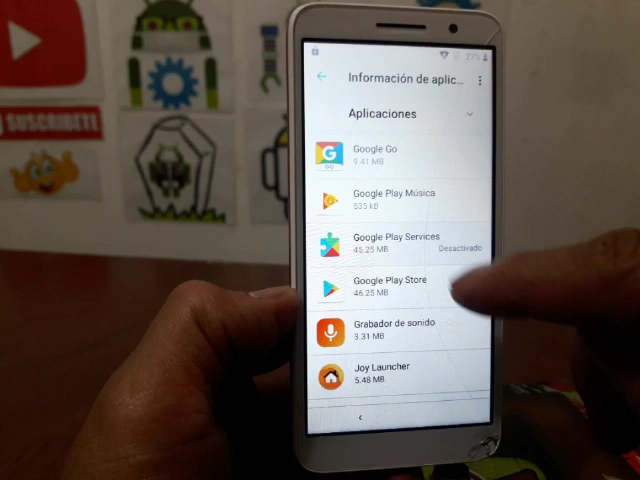 SUSCRIBETE
27%
Información de aplic...
Aplicaciones
Google Go
9.41 MB
Google Play Música
535 kB
Google Play Services
45.25 MB
Desactivado
Google Play Store
46.25 MB
Grabador de sonido
3.31 MB
Joy Launcher
5.48 MB